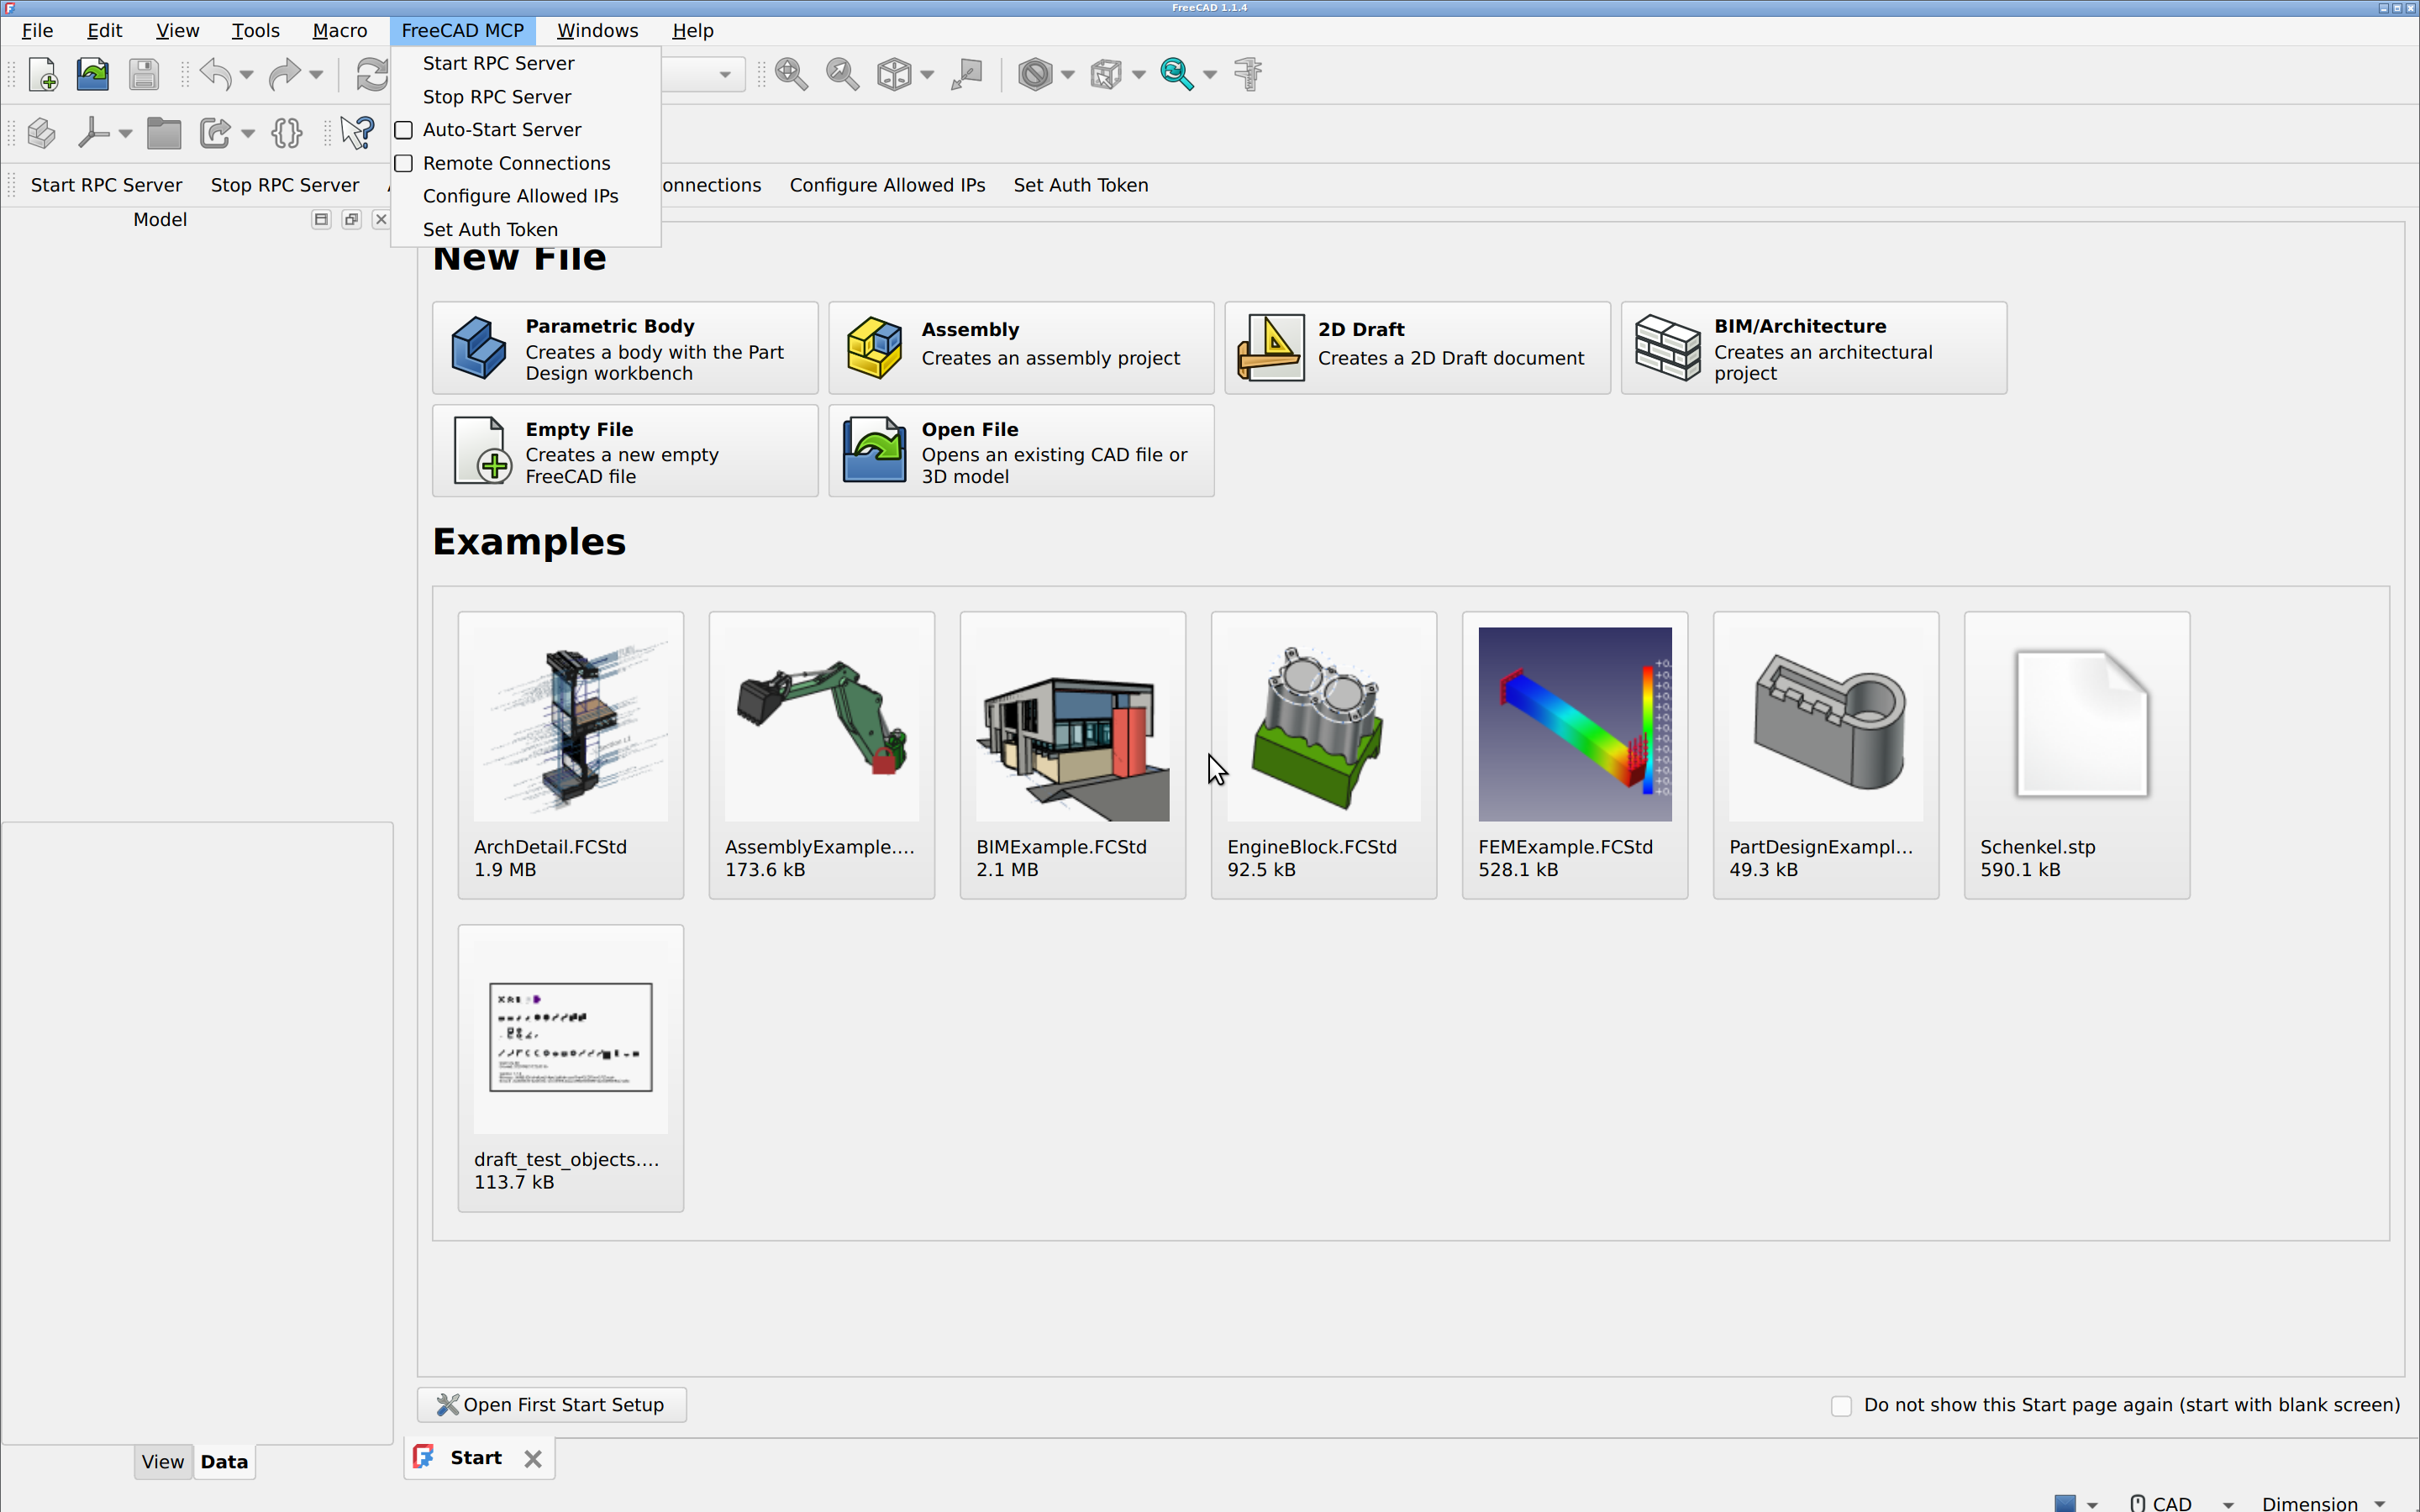 FreeCAD 1.1.4
File Edit View Tools Macro FreeCAD MCP Windows Help
Start RPC Server
Stop RPC Server
Auto-Start Server
Remote Connections
Configure Allowed IPs
Set Auth Token
Start RPC Server Stop RPC Server onnections Configure Allowed IPs Set Auth Token
Model
New File
Parametric Body
Creates a body with the Part
Design workbench
Assembly
Creates an assembly project
2D Draft
Creates a 2D Draft document
BIM/Architecture
Creates an architectural
project
Empty File
Creates a new empty
FreeCAD file
Open File
Opens an existing CAD file or
3D model
Examples
ArchDetail.FCStd
1.9 MB
AssemblyExample....
173.6 kB
BIMExample.FCStd
2.1 MB
EngineBlock.FCStd
92.5 kB
FEMExample.FCStd
528.1 kB
PartDesignExampl...
49.3 kB
Schenkel.stp
590.1 kB
draft_test_objects....
113.7 kB
Open First Start Setup
Do not show this Start page again (start with blank screen)
View Data
Start
CAD Dimension